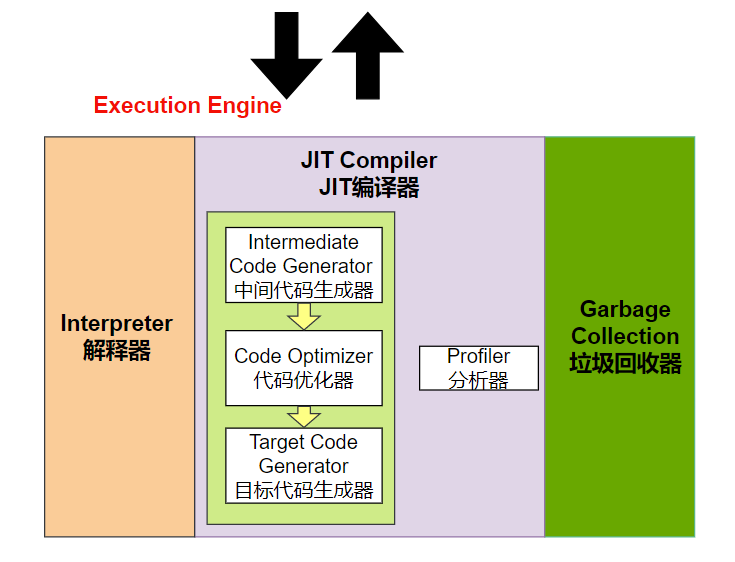 Execution Engine
JIT Compiler
JIT编译器
Intermediate
Code Generator
中间代码生成器
Interpreter
解释器
Code Optimizer
代码优化器
Profiler
分析器
Garbage
Collection
垃圾回收器
Target Code
Generator
目标代码生成器